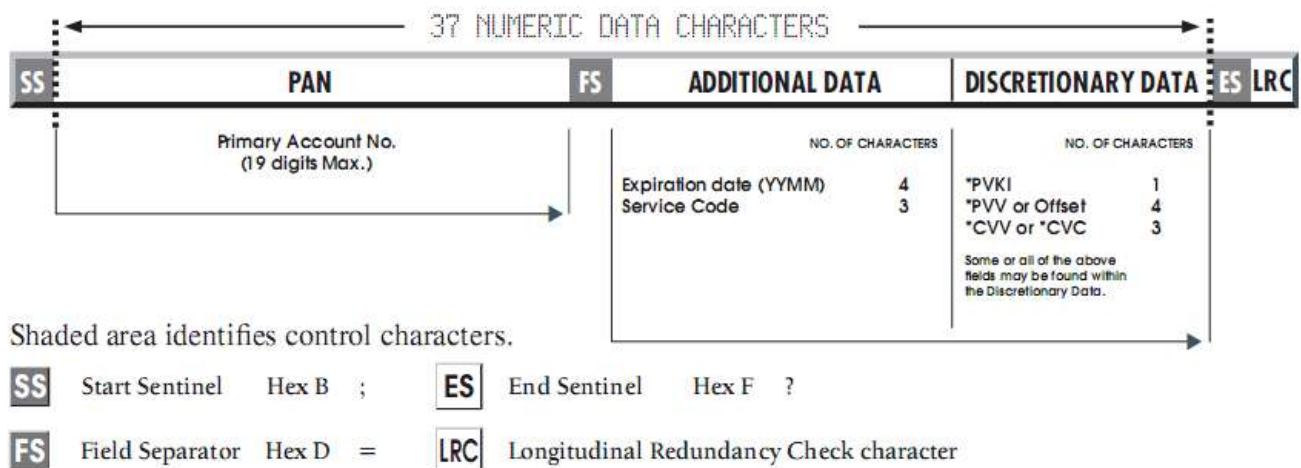 37 NUMERIC DATA CHARACTERS
SS PAN FS ADDITIONAL DATA DISCRETIONARY DATA ES LRC
Primary Account No.
(19 digits Max.)
NO. OF CHARACTERS
Expiration date (YYMM) 4
Service Code 3
NO. OF CHARACTERS
*PVKI 1
*PVV or Offset 4
*CVV or *CVC 3
Some or all of the above
fields may be found within
the Discretionary Data.
Shaded area identifies control characters.
SS Start Sentinel Hex B ; ES End Sentinel Hex F ?
FS Field Separator Hex D = LRC Longitudinal Redundancy Check character